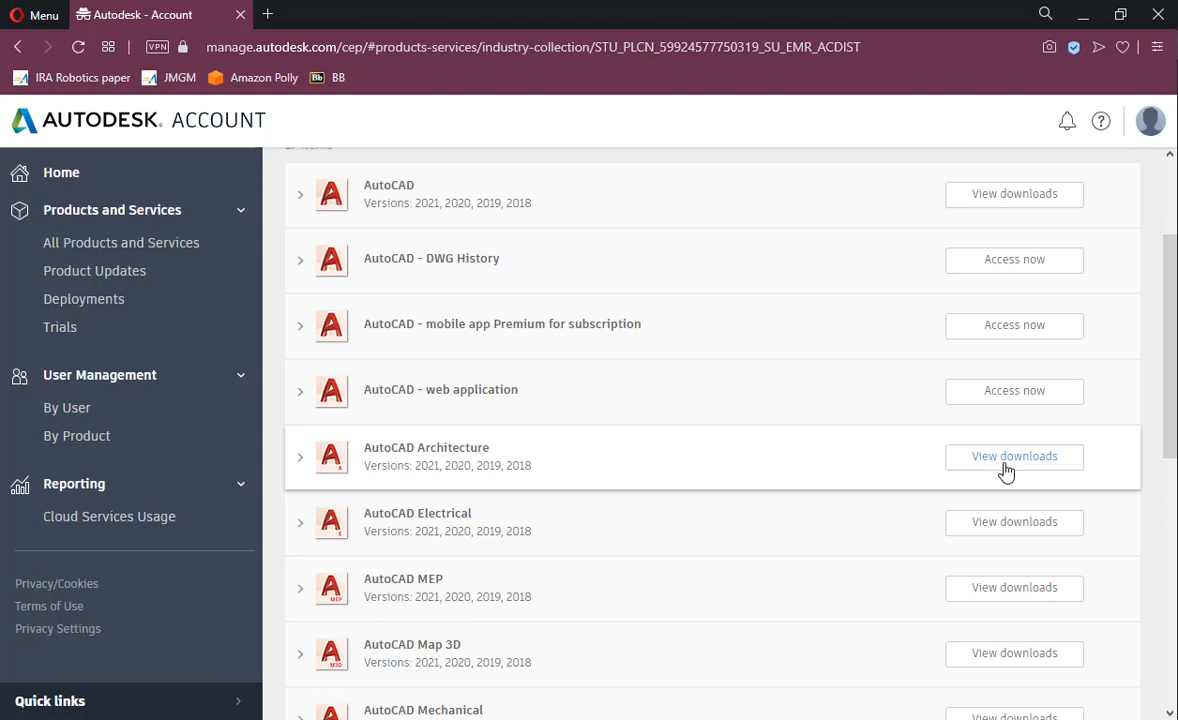 Menu
Autodesk - Account
VPN
manage.autodesk.com/cep/#products-services/industry-collection/STU_PLCN_59924577750319_SU_EMR_ACDIST
IRA Robotics paper
JMGM
Amazon Polly
Bb BB
AUTODESK. ACCOUNT
Home
Products and Services
All Products and Services
Product Updates
Deployments
Trials
User Management
By User
By Product
Reporting
Cloud Services Usage
Privacy/Cookies
Terms of Use
Privacy Settings
Quick links
AutoCAD
Versions: 2021, 2020, 2019, 2018
View downloads
AutoCAD - DWG History
Access now
AutoCAD - mobile app Premium for subscription
Access now
AutoCAD - web application
Access now
AutoCAD Architecture
Versions: 2021, 2020, 2019, 2018
View downloads
AutoCAD Electrical
Versions: 2021, 2020, 2019, 2018
View downloads
AutoCAD MEP
Versions: 2021, 2020, 2019, 2018
View downloads
AutoCAD Map 3D
Versions: 2021, 2020, 2019, 2018
View downloads
AutoCAD Mechanical
View downloads